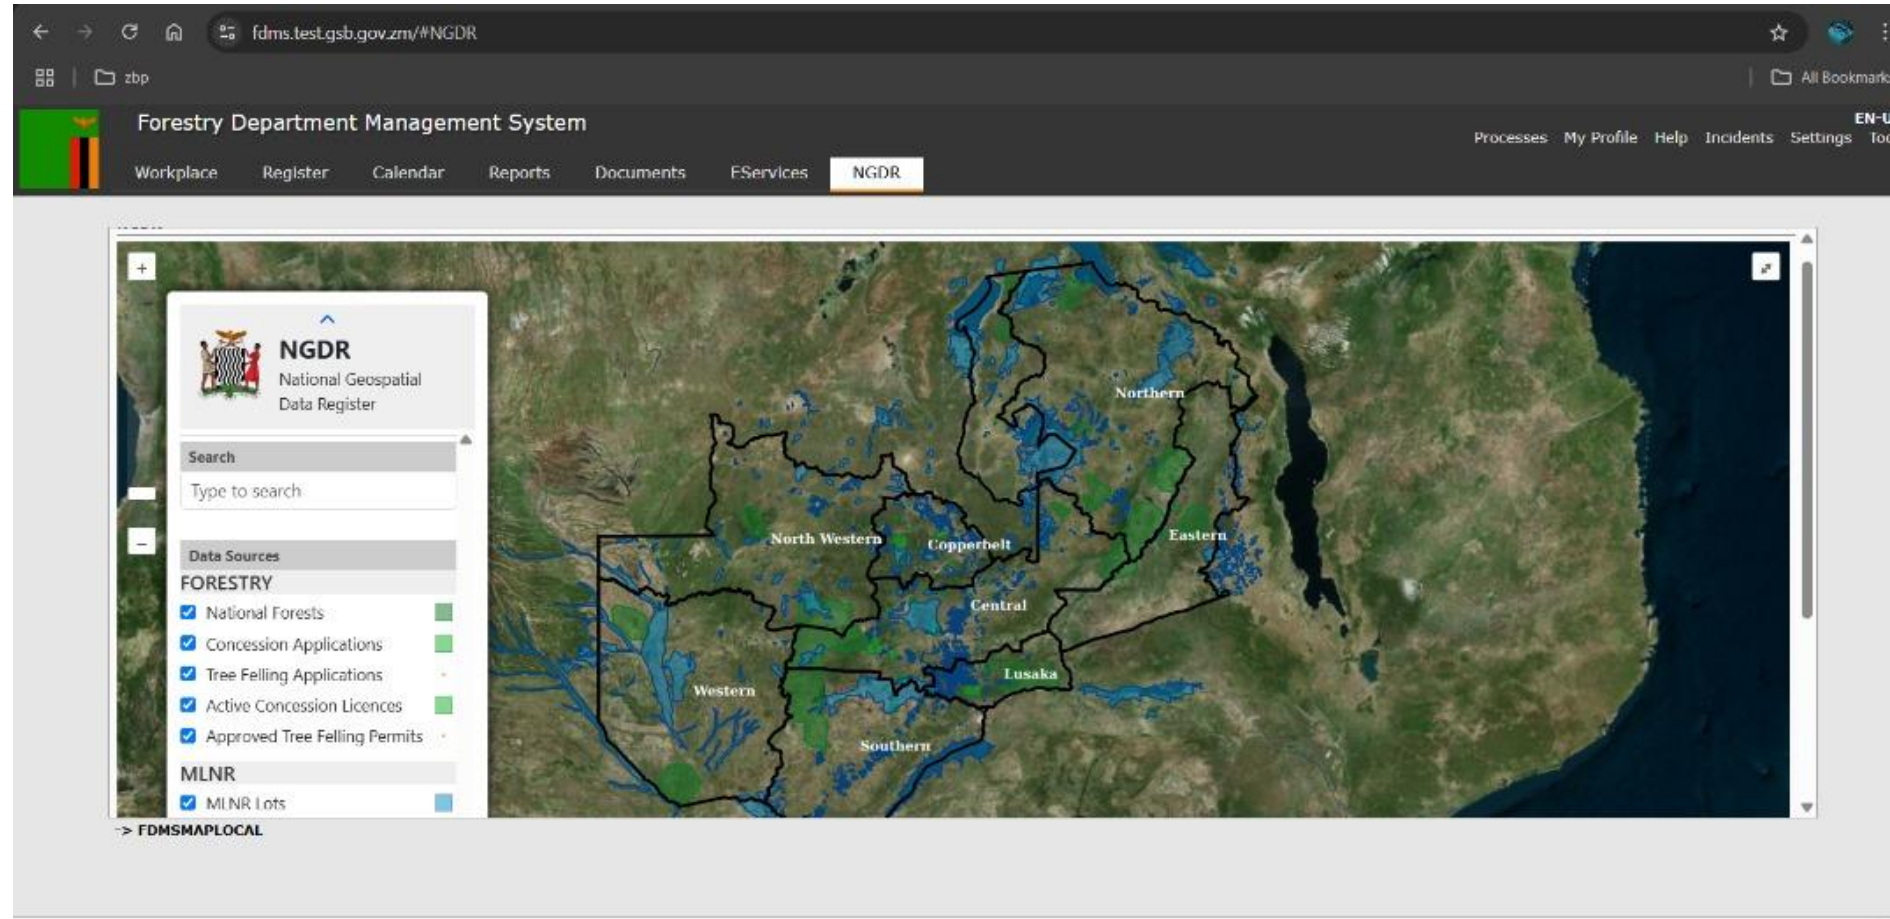 fdms.test.gsb.gov.zm/#NGDR
zbp
All Bookmark
Forestry Department Management System
EN-U
Processes My Profile Help Incidents Settings Too
Workplace Register Calendar Reports Documents EServices NGDR
+
NGDR
National Geospatial
Data Register
Search
Type to search
–
Data Sources
FORESTRY
National Forests
Concession Applications
Tree Felling Applications
Active Concession Licences
Approved Tree Felling Permits
MLNR
MLNR Lots
Northern
North Western
Copperbelt
Eastern
Central
Lusaka
Western
Southern
-> FDMSMAPLOCAL